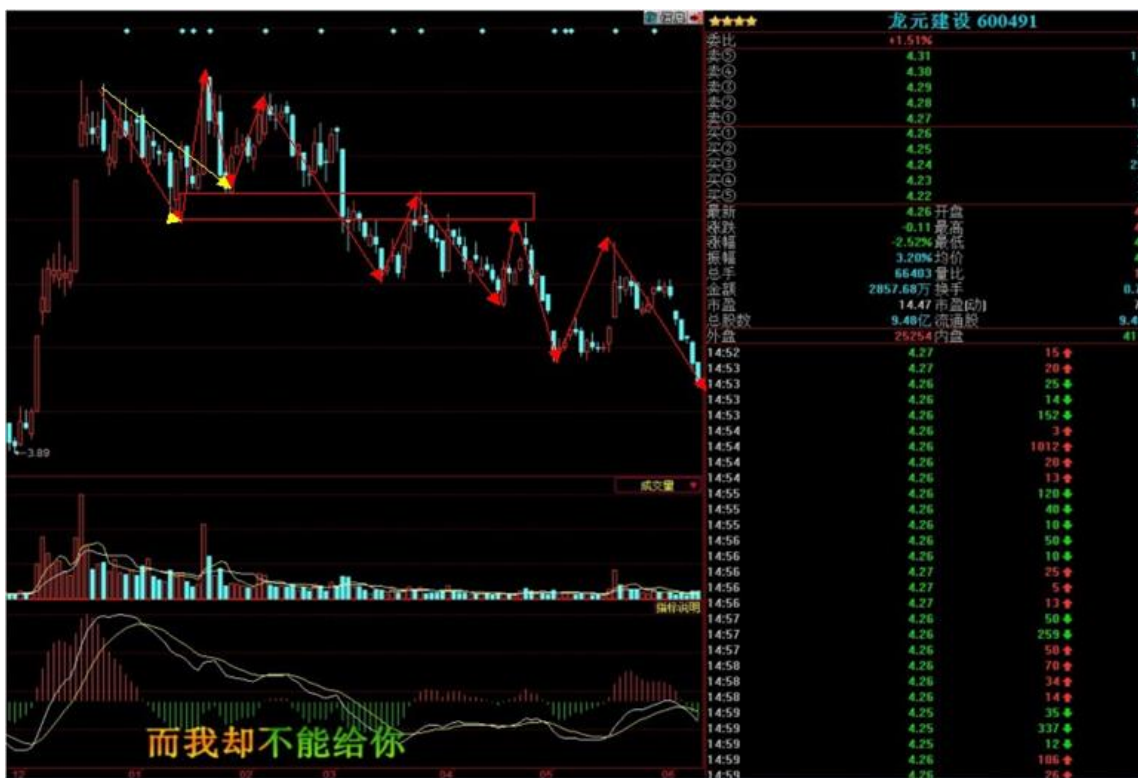 龙元建设 600491
委比 +1.51%
卖⑤ 4.31
卖④ 4.30
卖③ 4.29
卖② 4.28
卖① 4.27
买① 4.26
买② 4.25
买③ 4.24
买④ 4.23
买⑤ 4.22
最新 4.26 开盘
涨跌 -0.11 最高
涨幅 -2.52% 最低
振幅 3.20% 均价
总手 66403 量比
金额 2857.68万 换手
市盈 14.47 市盈(动)
总股数 9.48亿 流通股
外盘 25254 内盘
14:52 4.27 15
14:53 4.27 20
14:53 4.26 25
14:53 4.26 14
14:53 4.26 152
14:54 4.26 3
14:54 4.26 1012
14:54 4.26 20
14:54 4.26 13
14:55 4.26 120
14:55 4.26 40
14:55 4.26 10
14:56 4.26 50
14:56 4.26 10
14:56 4.27 25
14:56 4.27 5
14:56 4.27 13
14:57 4.26 50
14:57 4.26 259
14:57 4.26 50
14:58 4.26 70
14:58 4.26 34
14:58 4.26 14
14:59 4.25 35
14:59 4.25 337
14:59 4.25 12
14:59 4.26 106
3.89
成交量
指标说明
而我却不能给你
12 01 02 03 04 05 06